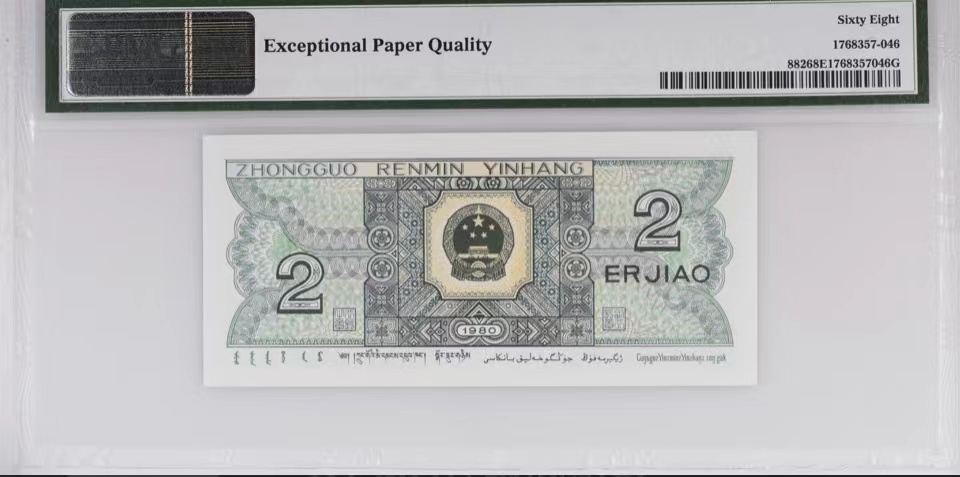 Exceptional Paper Quality
Sixty Eight
1768357-046
88268E1768357046G
ZHONGGUO RENMIN YINHANG
2
2
ERJIAO
1980